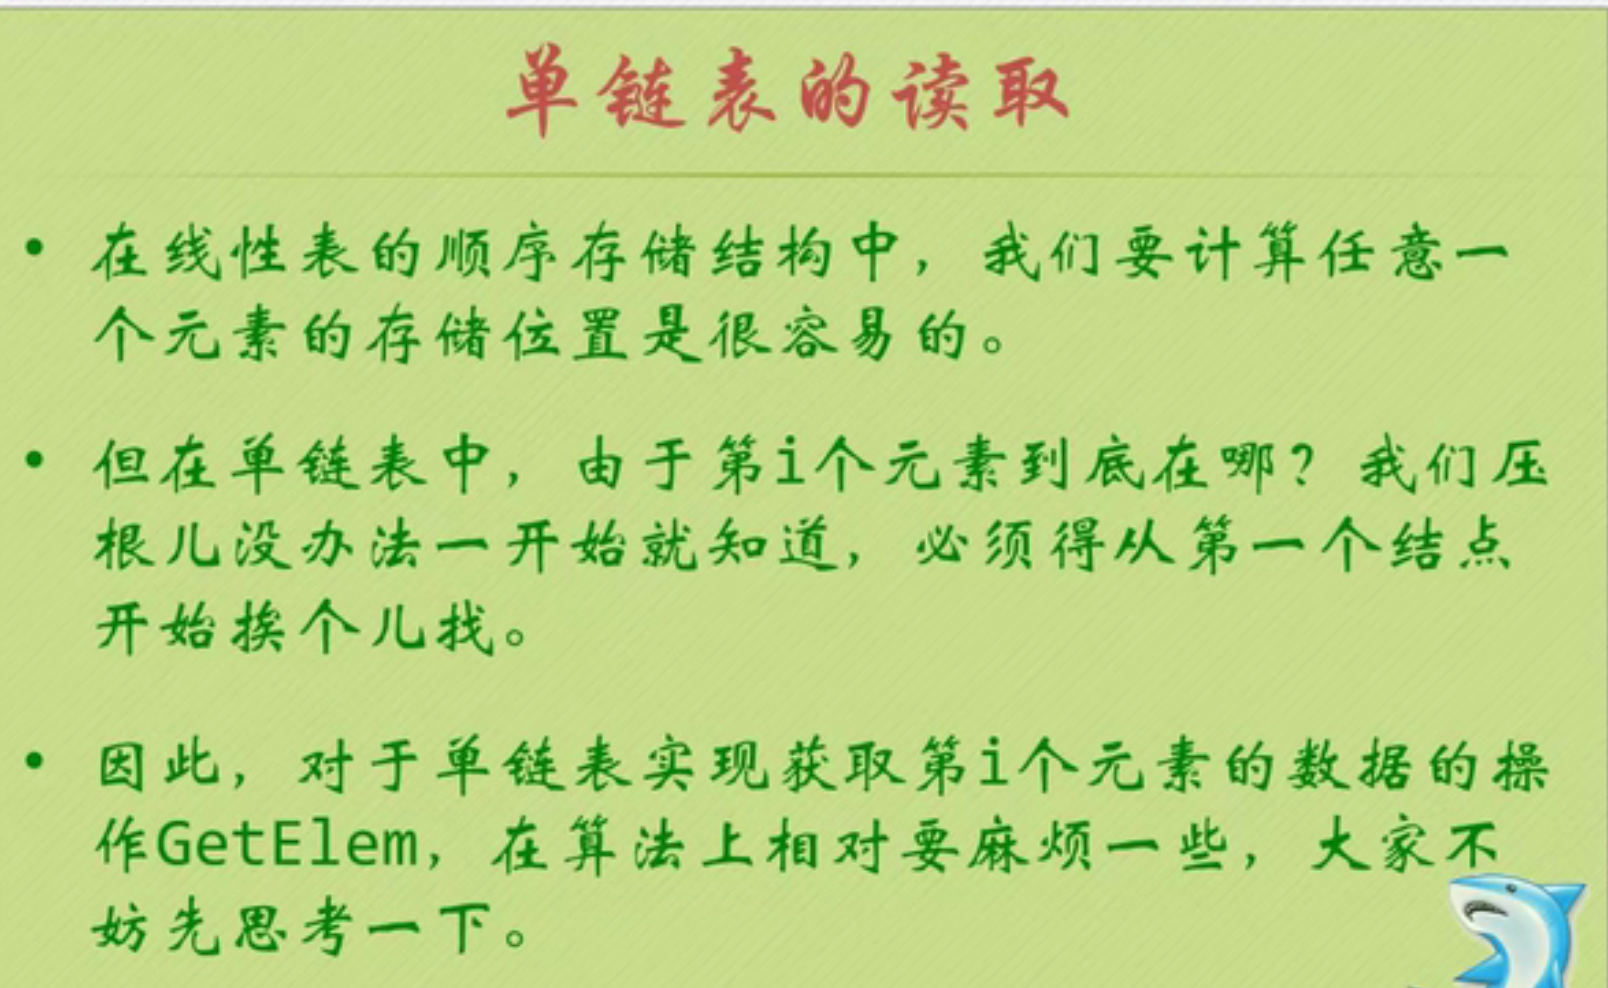 单链表的读取
• 在线性表的顺序存储结构中，我们要计算任意一
个元素的存储位置是很容易的。
• 但在单链表中，由于第i个元素到底在哪？我们压
根儿没办法一开始就知道，必须得从第一个结点
开始挨个儿找。
• 因此，对于单链表实现获取第i个元素的数据的操
作GetElem，在算法上相对要麻烦一些，大家不
妨先思考一下。